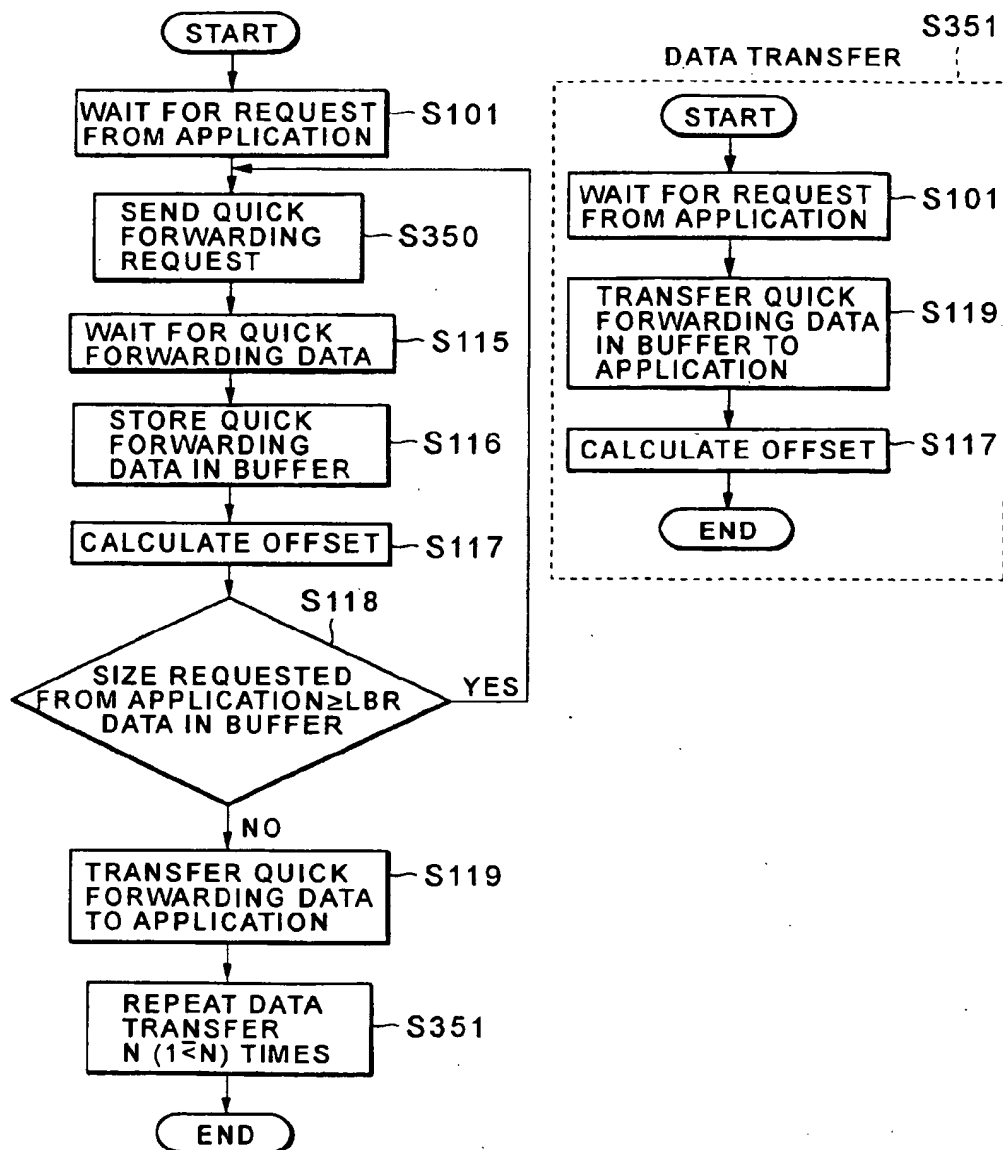 START
WAIT FOR REQUEST
FROM APPLICATION
S101
SEND QUICK
FORWARDING
REQUEST
S350
WAIT FOR QUICK
FORWARDING DATA
S115
STORE QUICK
FORWARDING
DATA IN BUFFER
S116
CALCULATE OFFSET
S117
S118
SIZE REQUESTED
FROM APPLICATION≥LBR
DATA IN BUFFER
YES
NO
TRANSFER QUICK
FORWARDING DATA
TO APPLICATION
S119
REPEAT DATA
TRANSFER
N (1≤N) TIMES
S351
END
S351
DATA TRANSFER
START
WAIT FOR REQUEST
FROM APPLICATION
S101
TRANSFER QUICK
FORWARDING DATA
IN BUFFER TO
APPLICATION
S119
CALCULATE OFFSET
S117
END